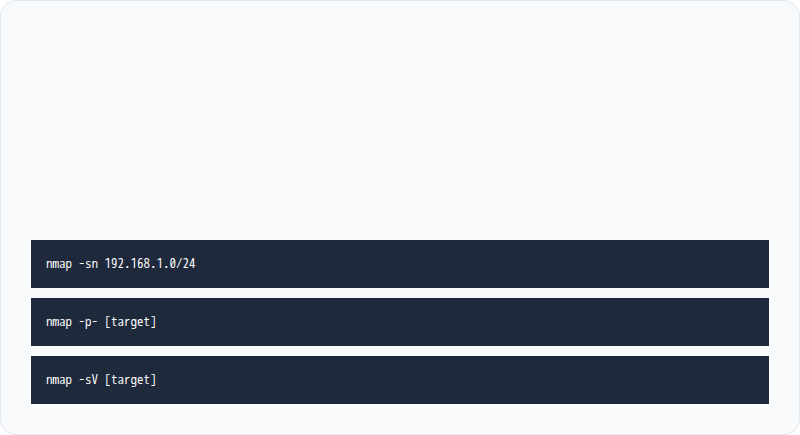 nmap -sn 192.168.1.0/24
nmap -p- [target]
nmap -sV [target]